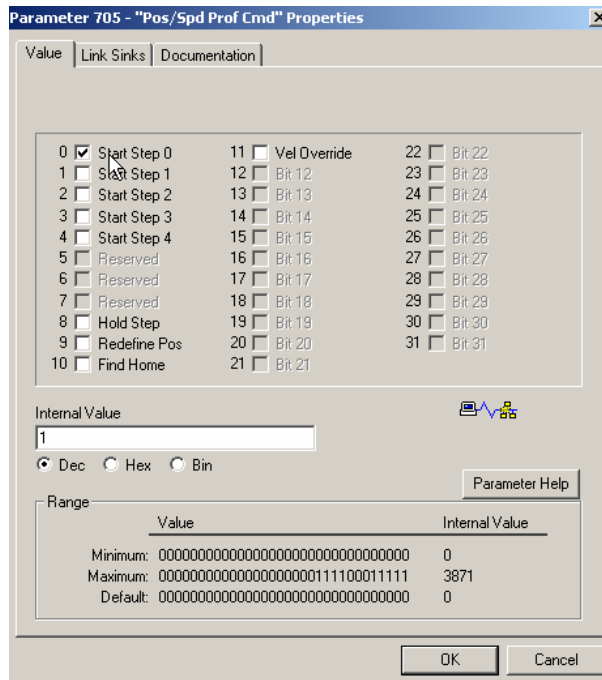 Parameter 705 - "Pos/Spd Prof Cmd" Properties
Value Link Sinks Documentation
0 Start Step 0 11 Vel Override 22 Bit 22
1 Start Step 1 12 Bit 12 23 Bit 23
2 Start Step 2 13 Bit 13 24 Bit 24
3 Start Step 3 14 Bit 14 25 Bit 25
4 Start Step 4 15 Bit 15 26 Bit 26
5 Reserved 16 Bit 16 27 Bit 27
6 Reserved 17 Bit 17 28 Bit 28
7 Reserved 18 Bit 18 29 Bit 29
8 Hold Step 19 Bit 19 30 Bit 30
9 Redefine Pos 20 Bit 20 31 Bit 31
10 Find Home 21 Bit 21
Internal Value
1
Dec Hex Bin
Parameter Help
Range
Value Internal Value
Minimum: 00000000000000000000000000000000 0
Maximum: 00000000000000000000111100011111 3871
Default: 00000000000000000000000000000000 0
OK Cancel